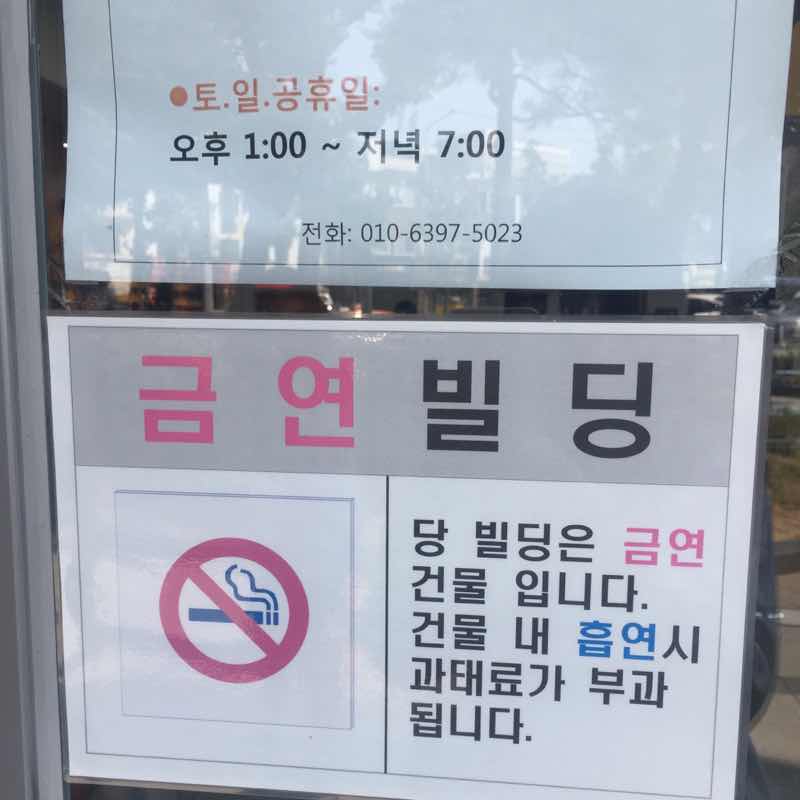 ●토.일.공휴일:
오후 1:00 ~ 저녁 7:00
전화: 010-6397-5023
금연빌딩
당 빌딩은 금연
건물 입니다.
건물 내 흡연시
과태료가 부과
됩니다.